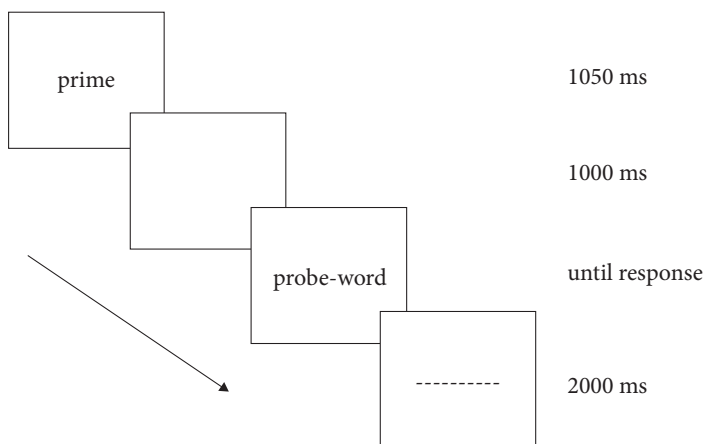 prime
1050 ms
1000 ms
probe-word
until response
2000 ms